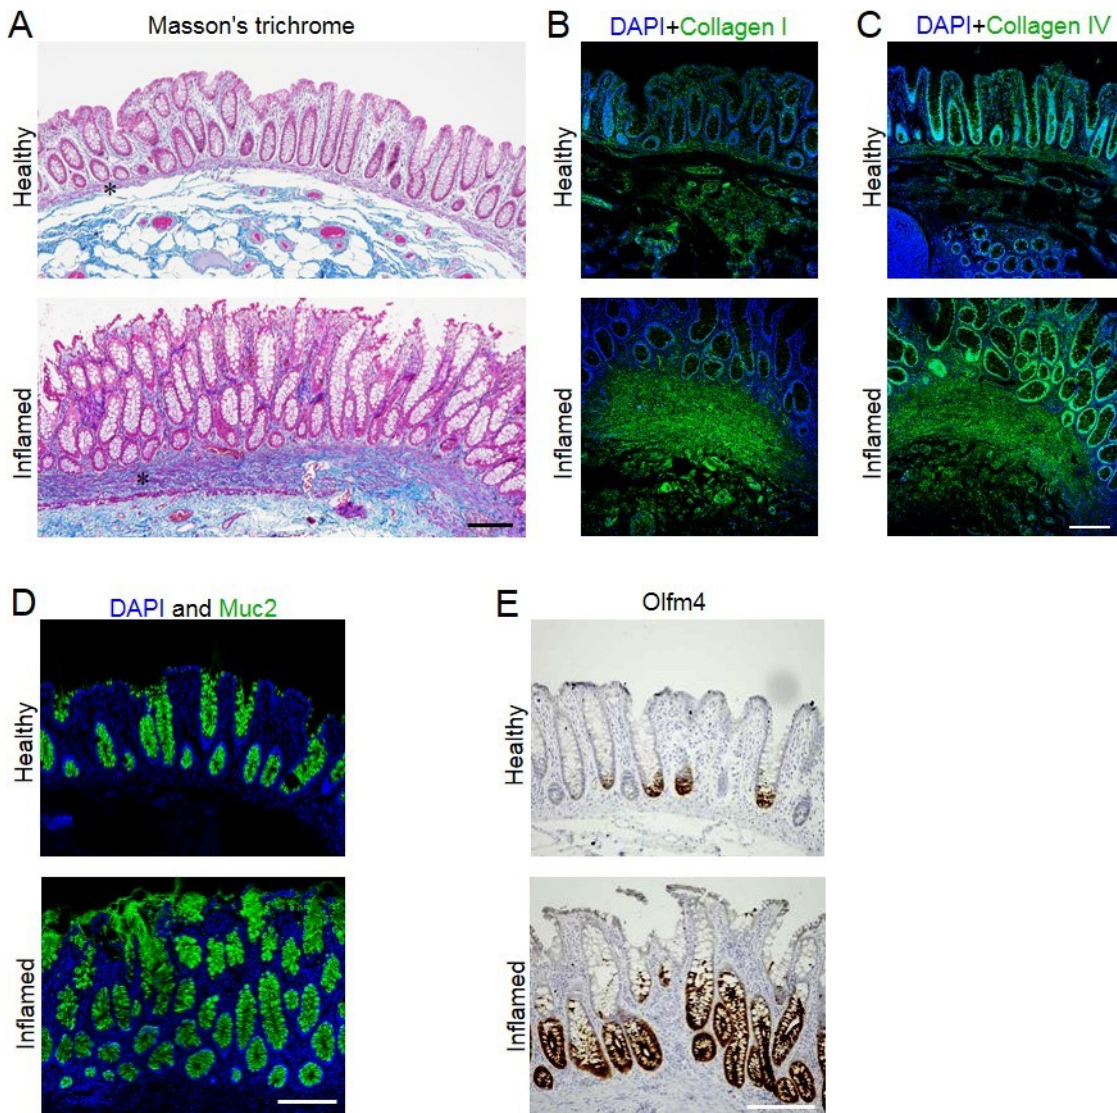 A
Masson's trichrome
B
DAPI+Collagen I
C
DAPI+Collagen IV
Healthy
*
Healthy
Healthy
Inflamed
*
Inflamed
Inflamed
D
DAPI and Muc2
E
Olfm4
Healthy
Healthy
Inflamed
Inflamed